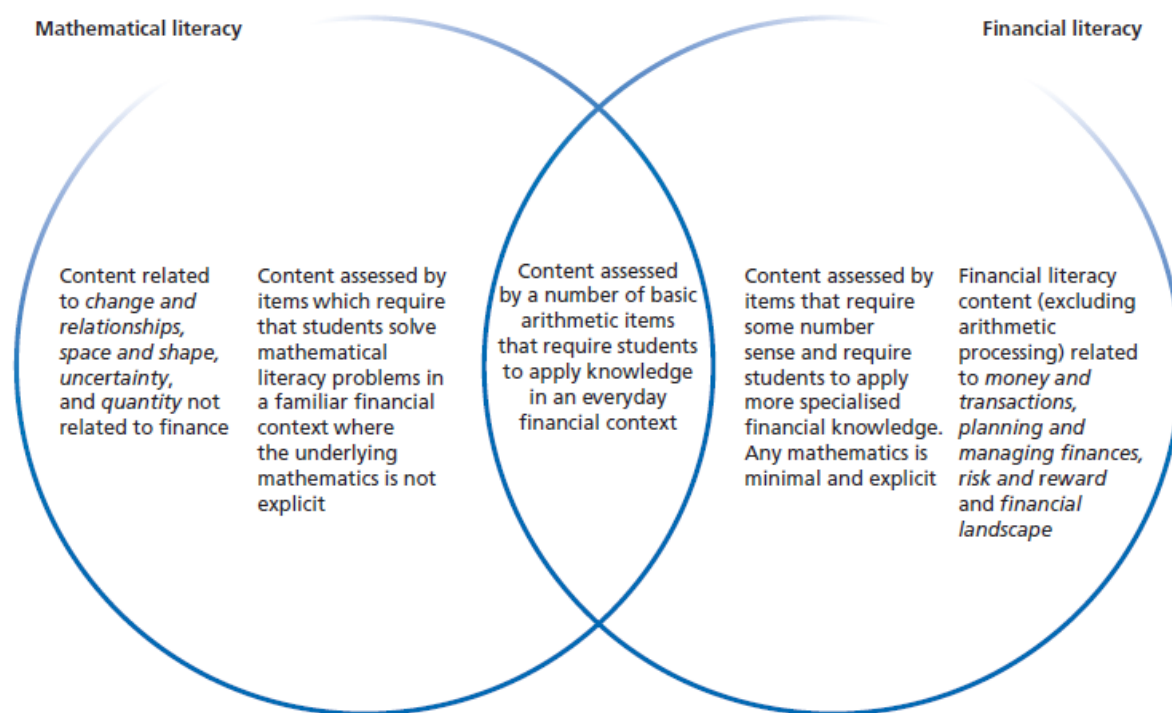 Mathematical literacy
Financial literacy
Content related
to change and
relationships,
space and shape,
uncertainty,
and quantity not
related to finance
Content assessed by
items which require
that students solve
mathematical
literacy problems in
a familiar financial
context where
the underlying
mathematics is not
explicit
Content assessed
by a number of basic
arithmetic items
that require students
to apply knowledge
in an everyday
financial context
Content assessed by
items that require
some number
sense and require
students to apply
more specialised
financial knowledge.
Any mathematics is
minimal and explicit
Financial literacy
content (excluding
arithmetic
processing) related
to money and
transactions,
planning and
managing finances,
risk and reward
and financial
landscape